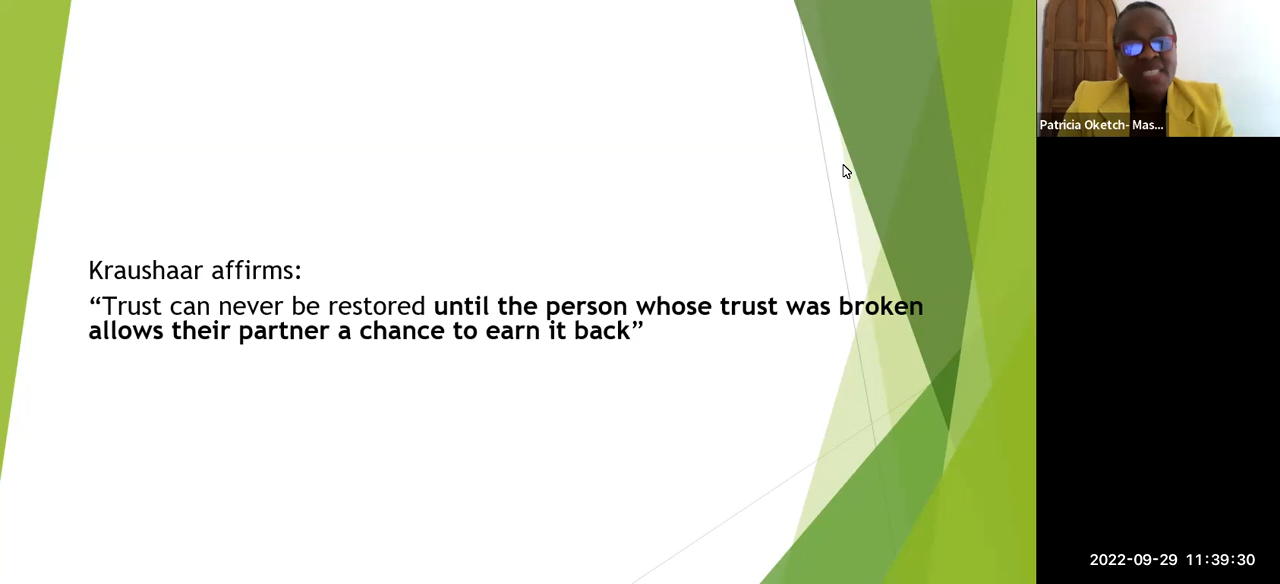 Kraushaar affirms:
“Trust can never be restored until the person whose trust was broken
allows their partner a chance to earn it back”
Patricia Oketch- Mas...
2022-09-29 11:39:30